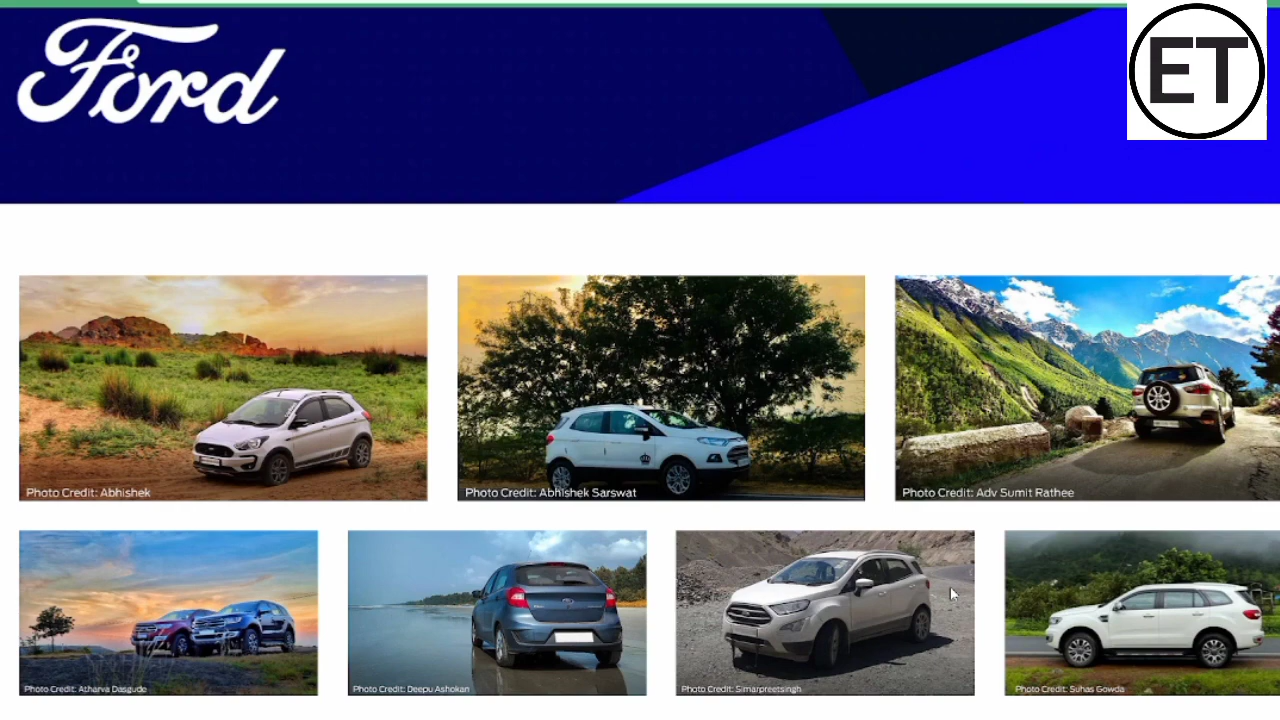 Ford
ET
Photo Credit: Abhishek
Photo Credit: Abhishek Sarswat
Photo Credit: Adv Sumit Rathee
Photo Credit: Atharva Dasgude
Photo Credit: Deepu Ashokan
Photo Credit: Simarpreetsingh
Photo Credit: Suhas Gowda